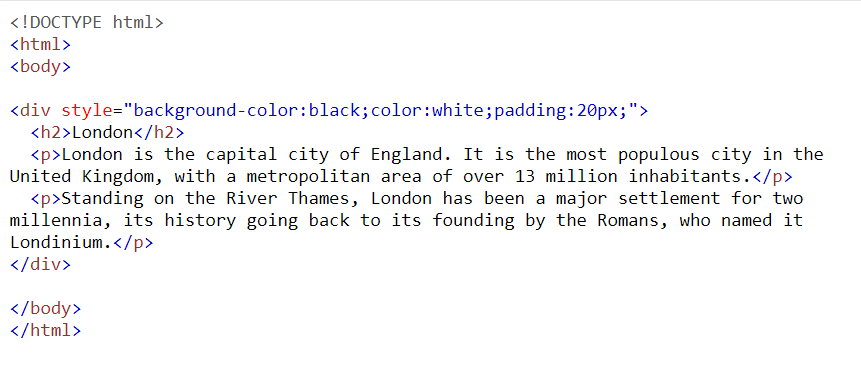 <!DOCTYPE html>
<html>
<body>

<div style="background-color:black;color:white;padding:20px;">
  <h2>London</h2>
  <p>London is the capital city of England. It is the most populous city in the
United Kingdom, with a metropolitan area of over 13 million inhabitants.</p>
  <p>Standing on the River Thames, London has been a major settlement for two
millennia, its history going back to its founding by the Romans, who named it
Londinium.</p>
</div>

</body>
</html>